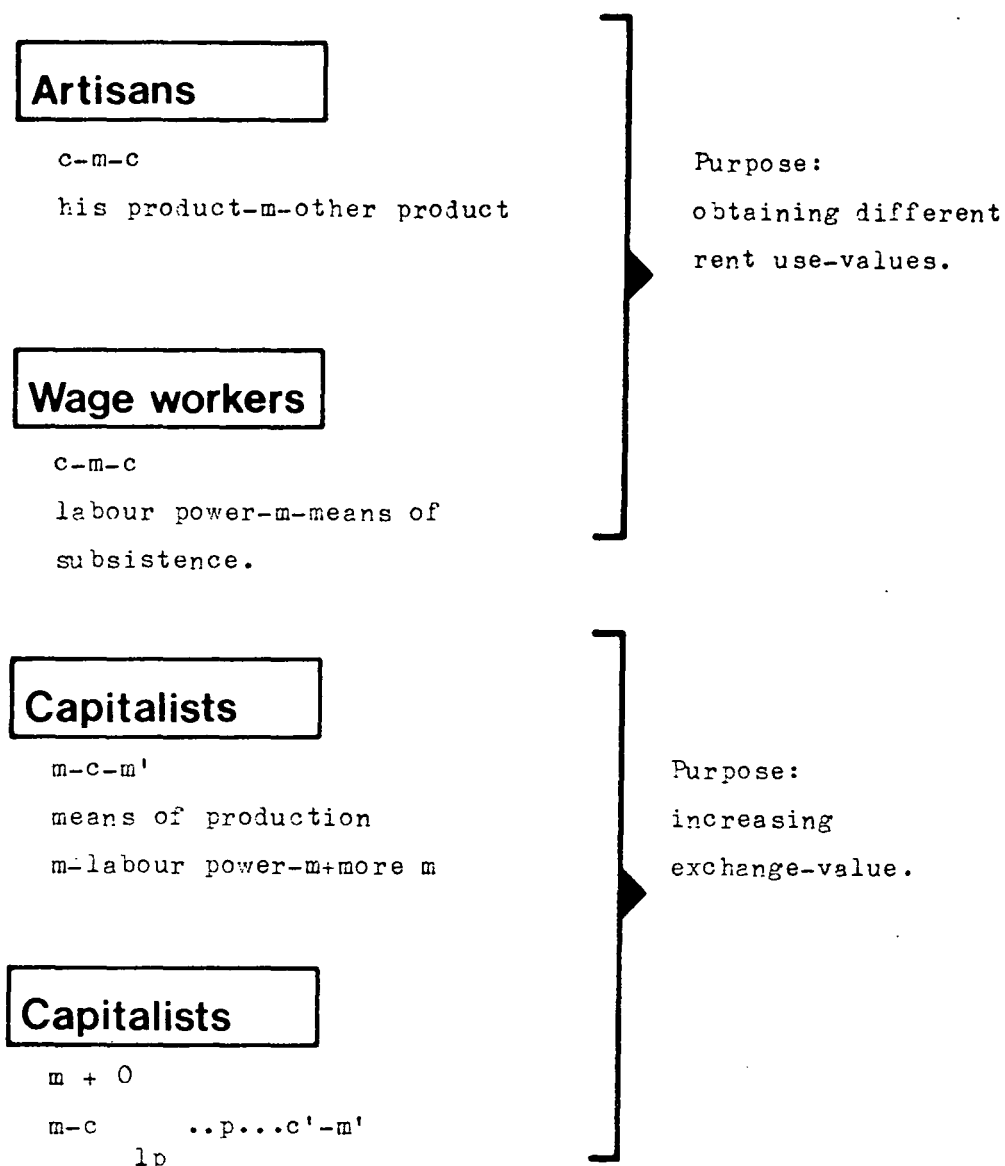 Artisans
c-m-c
his product-m-other product
Purpose:
obtaining different
rent use-values.
Wage workers
c-m-c
labour power-m-means of
subsistence.
Capitalists
m-c-m'
means of production
m-labour power-m+more m
Purpose:
increasing
exchange-value.
Capitalists
m + O
m-c ..p...c'-m'
lp